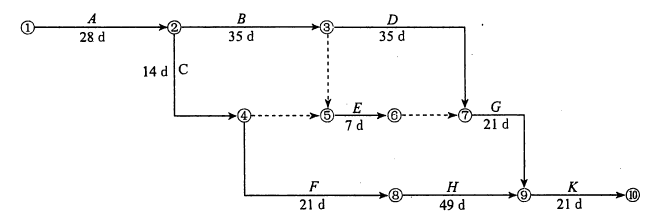 ① A 28 d ② B 35 d ③ D 35 d
14 d C
④ ⑤ E 7 d ⑥ ⑦ G 21 d
F 21 d ⑧ H 49 d ⑨ K 21 d ⑩